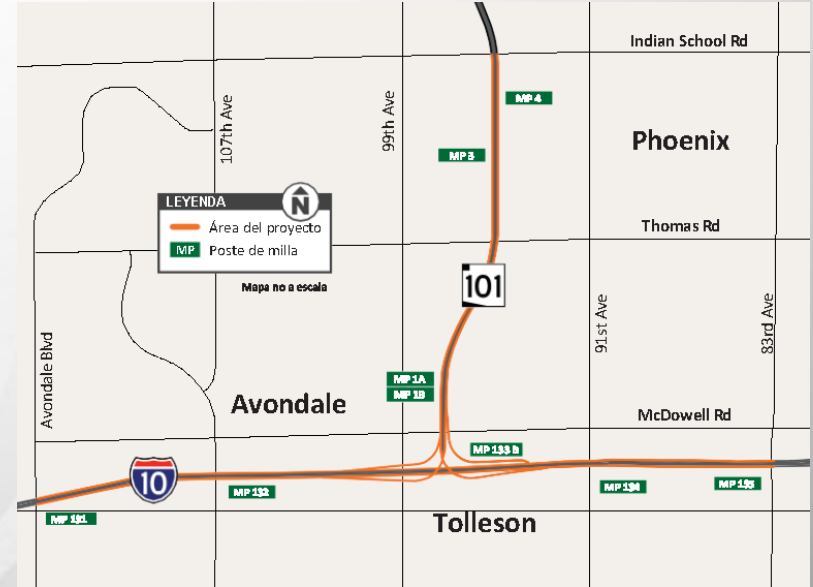 Indian School Rd
MP 4
107th Ave
99th Ave
Phoenix
MP 3
LEYENDA
N
Área del proyecto
MP Poste de milla
Mapa no a escala
Thomas Rd
101
91st Ave
83rd Ave
Avondale Blvd
MP 1A
MP 1B
Avondale
McDowell Rd
MP 133 b
10
MP 132
MP 194
MP 195
MP 131
Tolleson